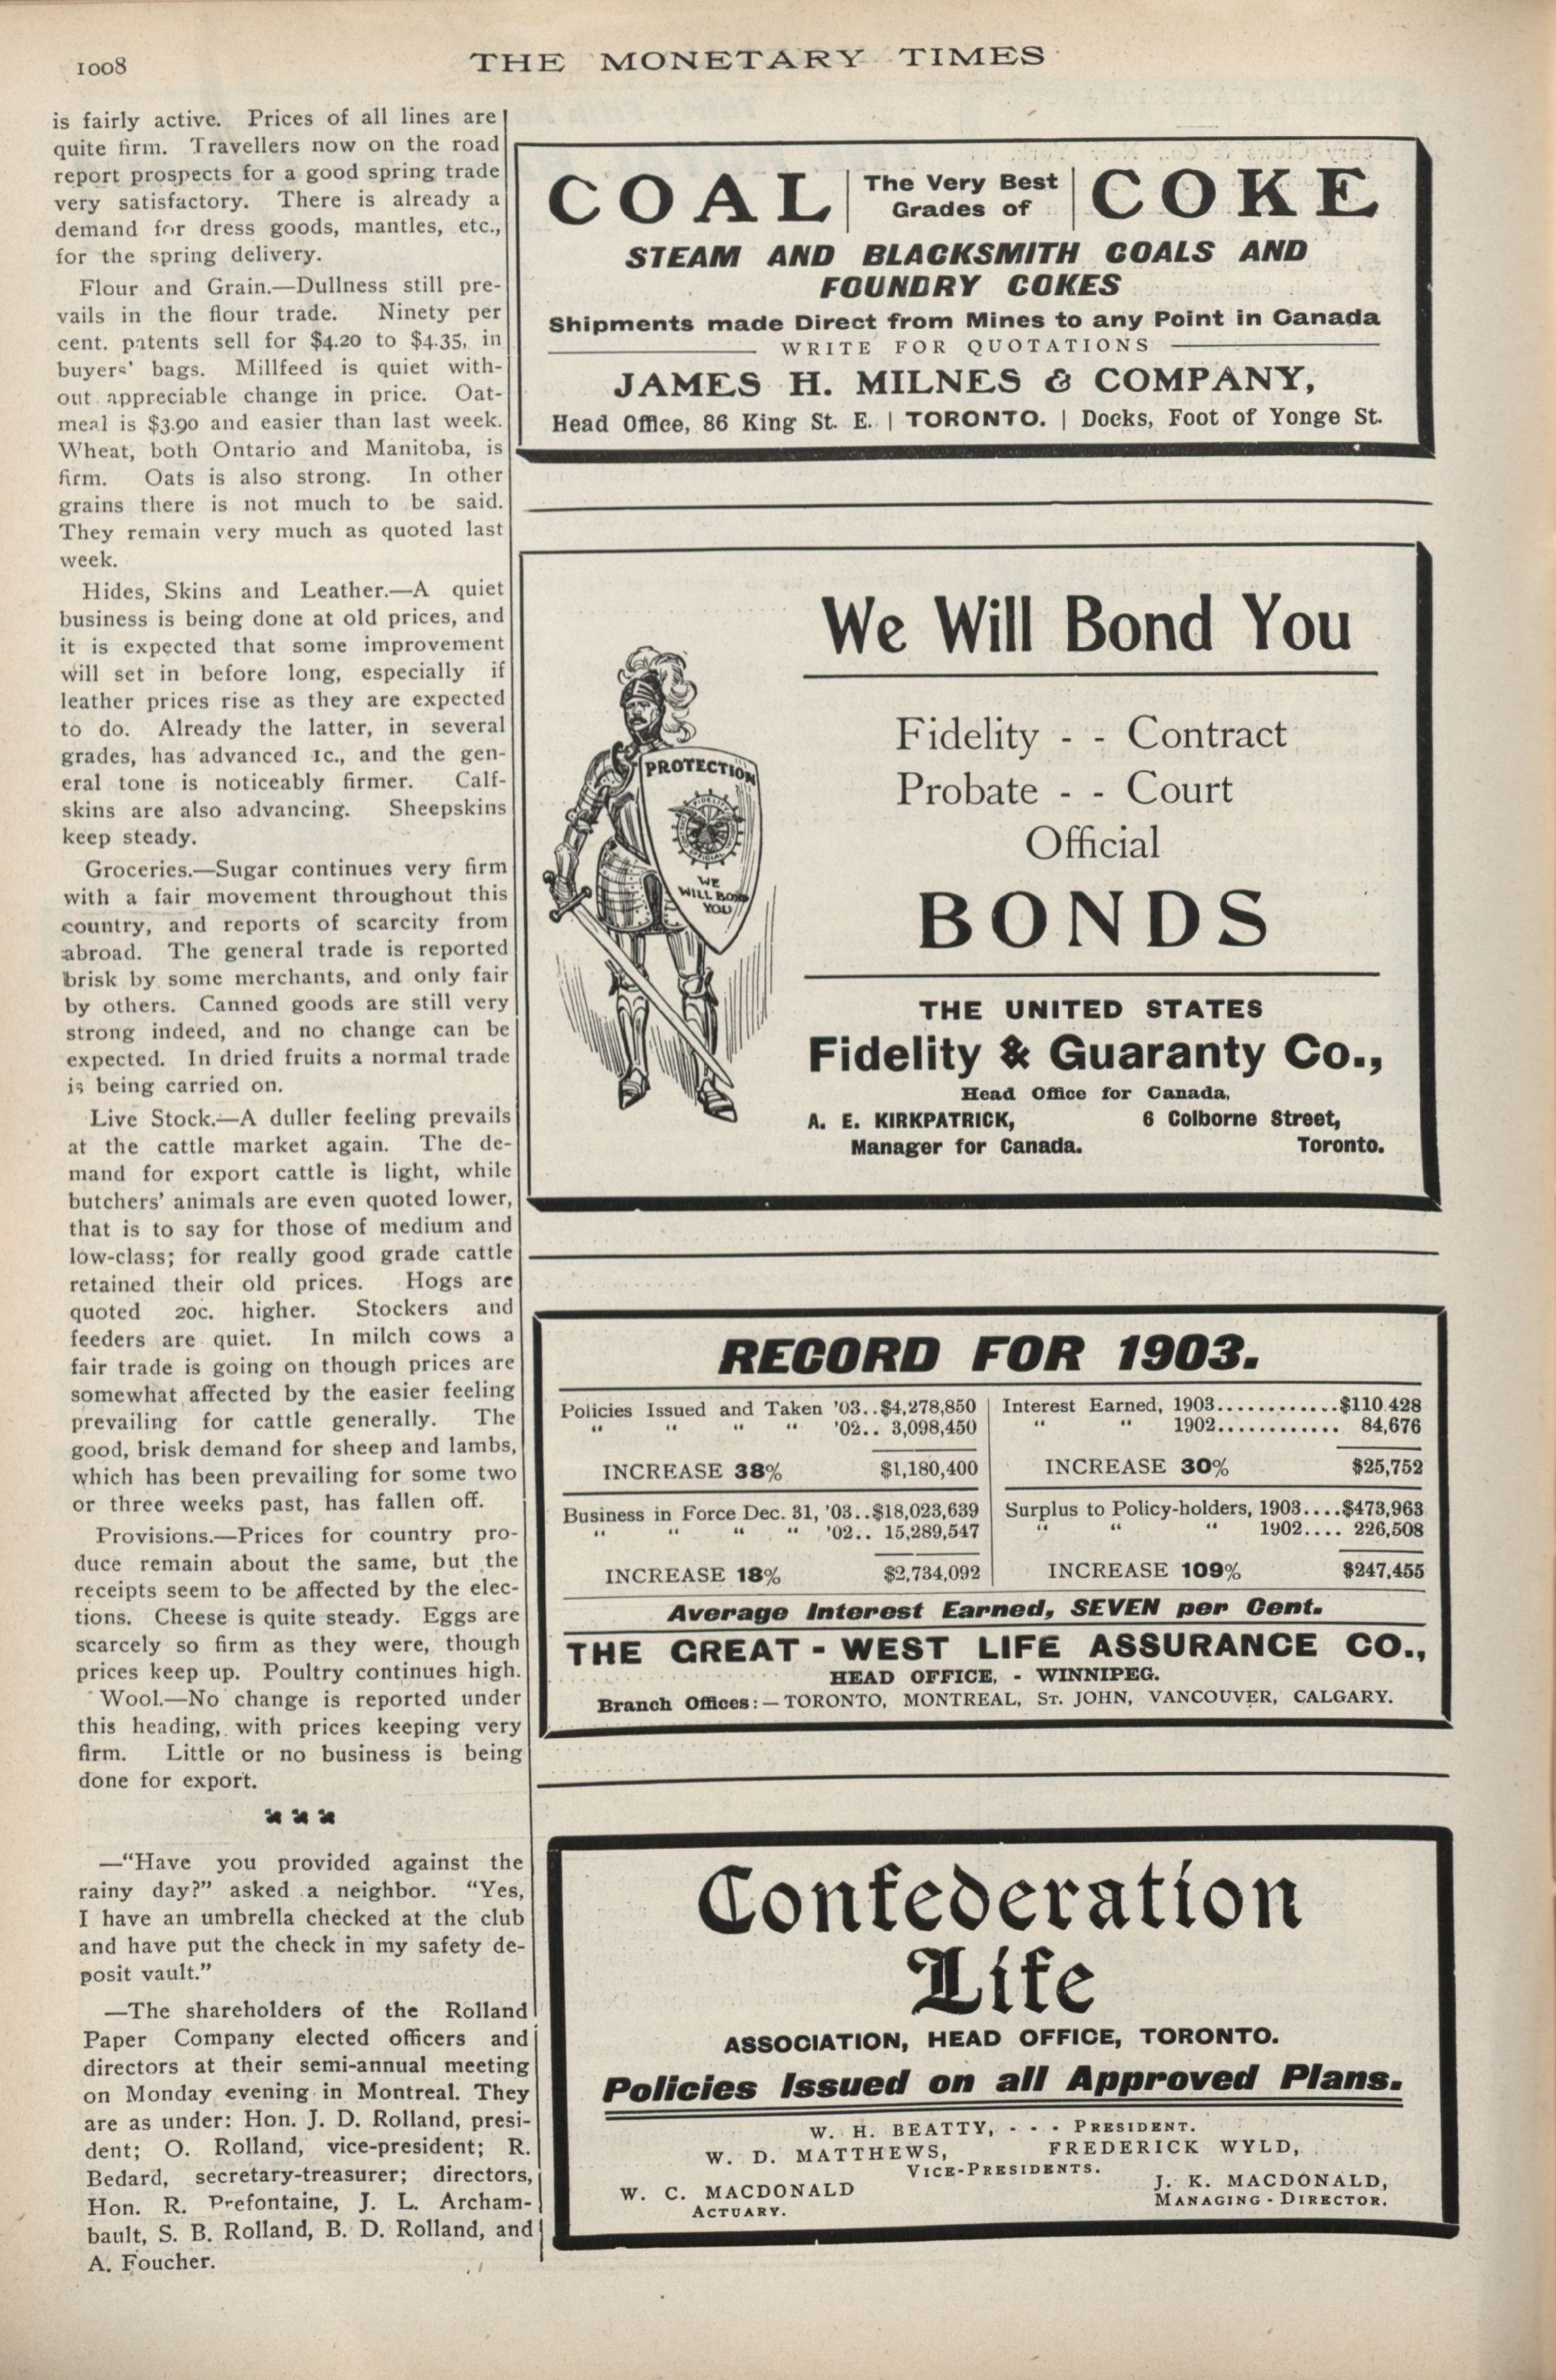 1008
THE MONETARY TIMES
is fairly active. Prices of all lines are
quite firm. Travellers now on the road
report prospects for a good spring trade
very satisfactory. There is already a
demand for dress goods, mantles, etc.,
for the spring delivery.
Flour and Grain.—Dullness still pre-
vails in the flour trade. Ninety per
cent. patents sell for $4.20 to $4.35, in
buyers' bags. Millfeed is quiet with-
out appreciable change in price. Oat-
meal is $3.90 and easier than last week.
Wheat, both Ontario and Manitoba, is
firm. Oats is also strong. In other
grains there is not much to be said.
They remain very much as quoted last
week.
Hides, Skins and Leather.—A quiet
business is being done at old prices, and
it is expected that some improvement
will set in before long, especially if
leather prices rise as they are expected
to do. Already the latter, in several
grades, has advanced 1c., and the gen-
eral tone is noticeably firmer. Calf-
skins are also advancing. Sheepskins
keep steady.
Groceries.—Sugar continues very firm
with a fair movement throughout this
country, and reports of scarcity from
abroad. The general trade is reported
brisk by some merchants, and only fair
by others. Canned goods are still very
strong indeed, and no change can be
expected. In dried fruits a normal trade
is being carried on.
Live Stock.—A duller feeling prevails
at the cattle market again. The de-
mand for export cattle is light, while
butchers' animals are even quoted lower,
that is to say for those of medium and
low-class; for really good grade cattle
retained their old prices. Hogs are
quoted 20c. higher. Stockers and
feeders are quiet. In milch cows a
fair trade is going on though prices are
somewhat affected by the easier feeling
prevailing for cattle generally. The
good, brisk demand for sheep and lambs,
which has been prevailing for some two
or three weeks past, has fallen off.
Provisions.—Prices for country pro-
duce remain about the same, but the
receipts seem to be affected by the elec-
tions. Cheese is quite steady. Eggs are
scarcely so firm as they were, though
prices keep up. Poultry continues high.
Wool.—No change is reported under
this heading, with prices keeping very
firm. Little or no business is being
done for export.
—"Have you provided against the
rainy day?" asked a neighbor. "Yes,
I have an umbrella checked at the club
and have put the check in my safety de-
posit vault."
—The shareholders of the Rolland
Paper Company elected officers and
directors at their semi-annual meeting
on Monday evening in Montreal. They
are as under: Hon. J. D. Rolland, presi-
dent; O. Rolland, vice-president; R.
Bedard, secretary-treasurer; directors,
Hon. R. Prefontaine, J. L. Archam-
bault, S. B. Rolland, B. D. Rolland, and
A. Foucher.
COAL | The Very Best Grades of | COKE
STEAM AND BLACKSMITH COALS AND
FOUNDRY COKES
Shipments made Direct from Mines to any Point in Canada
WRITE FOR QUOTATIONS
JAMES H. MILNES & COMPANY,
Head Office, 86 King St. E. | TORONTO. | Docks, Foot of Yonge St.
We Will Bond You
PROTECTION
WE
WILL BOND
YOU
Fidelity - - Contract
Probate - - Court
Official
BONDS
THE UNITED STATES
Fidelity & Guaranty Co.,
Head Office for Canada,
A. E. KIRKPATRICK, 6 Colborne Street,
Manager for Canada. Toronto.
RECORD FOR 1903.
Policies Issued and Taken '03..$4,278,850
" " " " '02.. 3,098,450
INCREASE 38% $1,180,400
Interest Earned, 1903............$110 428
" " 1902............ 84,676
INCREASE 30% $25,752
Business in Force Dec. 31, '03..$18,023,639
" " " " '02.. 15,289,547
INCREASE 18% $2,734,092
Surplus to Policy-holders, 1903....$473,963
" " " 1902.... 226,508
INCREASE 109% $247,455
Average Interest Earned, SEVEN per Cent.
THE GREAT-WEST LIFE ASSURANCE CO.,
HEAD OFFICE, - WINNIPEG.
Branch Offices:—TORONTO, MONTREAL, ST. JOHN, VANCOUVER, CALGARY.
Confederation
Life
ASSOCIATION, HEAD OFFICE, TORONTO.
Policies Issued on all Approved Plans.
W. H. BEATTY, - - - PRESIDENT.
W. D. MATTHEWS, FREDERICK WYLD,
VICE-PRESIDENTS.
W. C. MACDONALD J. K. MACDONALD,
ACTUARY. MANAGING-DIRECTOR.